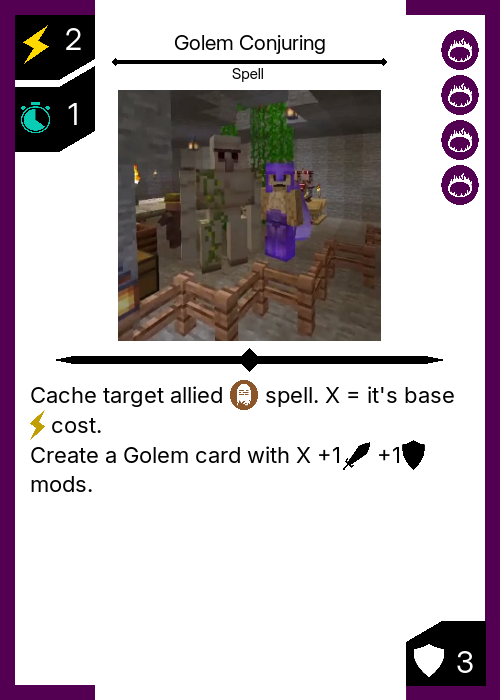 2
Golem Conjuring
Spell
1
Cache target allied spell. X = it's base
cost.
Create a Golem card with X +1 +1
mods.
3